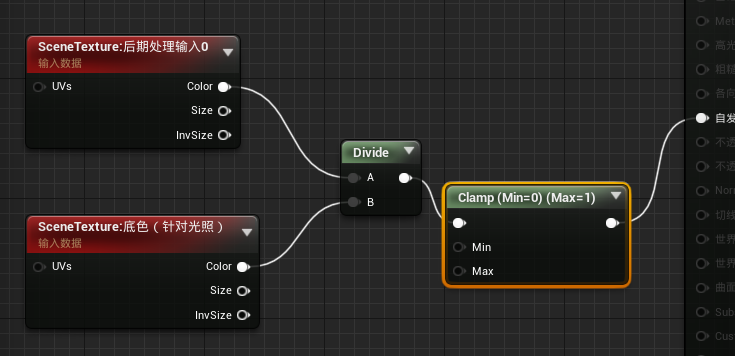 SceneTexture:后期处理输入0
输入数据
UVs
Color
Size
InvSize
SceneTexture:底色（针对光照）
输入数据
UVs
Color
Size
InvSize
Divide
A
B
Clamp (Min=0) (Max=1)
Min
Max
Met
高光
粗糙
各向
自发
不透
不透
Norm
切线
世界
世界
曲面
Sub
Cus